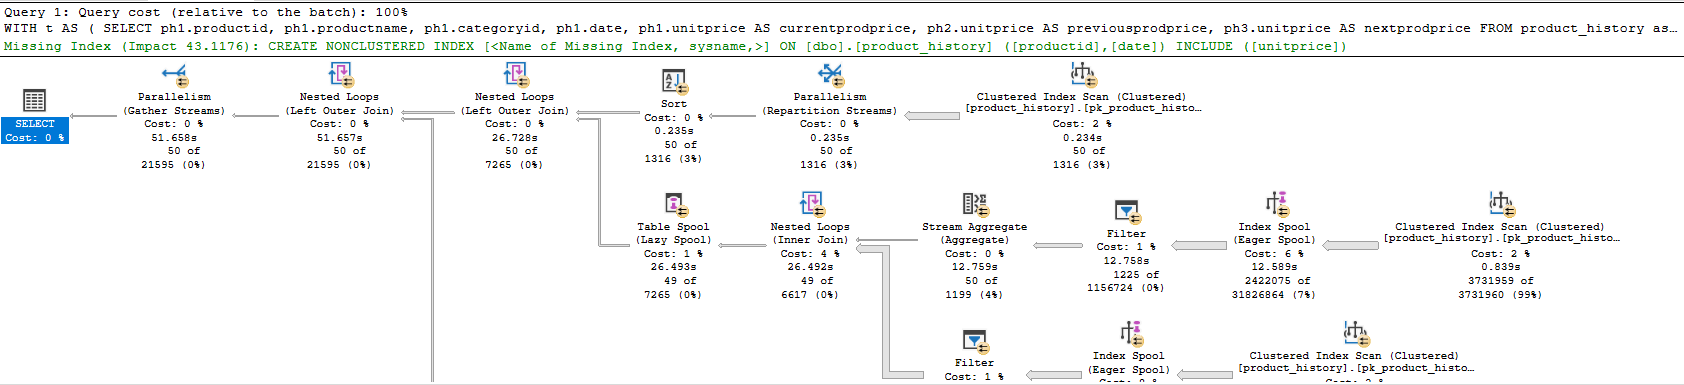 Query 1: Query cost (relative to the batch): 100%
WITH t AS ( SELECT ph1.productid, ph1.productname, ph1.categoryid, ph1.date, ph1.unitprice AS currentprodprice, ph2.unitprice AS previousprodprice, ph3.unitprice AS nextprodprice FROM product_history as…
Missing Index (Impact 43.1176): CREATE NONCLUSTERED INDEX [<Name of Missing Index, sysname,>] ON [dbo].[product_history] ([productid],[date]) INCLUDE ([unitprice])
SELECT
Cost: 0 %
Parallelism
(Gather Streams)
Cost: 0 %
51.658s
50 of
21595 (0%)
Nested Loops
(Left Outer Join)
Cost: 0 %
51.657s
50 of
21595 (0%)
Nested Loops
(Left Outer Join)
Cost: 0 %
26.728s
50 of
7265 (0%)
Sort
Cost: 0 %
0.235s
50 of
1316 (3%)
Parallelism
(Repartition Streams)
Cost: 0 %
0.235s
50 of
1316 (3%)
Clustered Index Scan (Clustered)
[product_history].[pk_product_histo…
Cost: 2 %
0.234s
50 of
1316 (3%)
Table Spool
(Lazy Spool)
Cost: 1 %
26.493s
49 of
7265 (0%)
Nested Loops
(Inner Join)
Cost: 4 %
26.492s
49 of
6617 (0%)
Stream Aggregate
(Aggregate)
Cost: 0 %
12.759s
50 of
1199 (4%)
Filter
Cost: 1 %
12.758s
1225 of
1156724 (0%)
Index Spool
(Eager Spool)
Cost: 6 %
12.589s
2422075 of
31826864 (7%)
Clustered Index Scan (Clustered)
[product_history].[pk_product_histo…
Cost: 2 %
0.839s
3731959 of
3731960 (99%)
Filter
Cost: 1 %
Index Spool
(Eager Spool)
Clustered Index Scan (Clustered)
[product_history].[pk_product_histo…